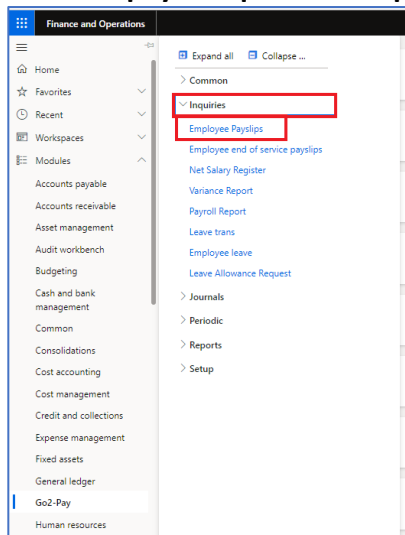 Finance and Operations
Home
Favorites
Recent
Workspaces
Modules
Accounts payable
Accounts receivable
Asset management
Audit workbench
Budgeting
Cash and bank
management
Common
Consolidations
Cost accounting
Cost management
Credit and collections
Expense management
Fixed assets
General ledger
Go2-Pay
Human resources
Expand all
Collapse ...
Common
Inquiries
Employee Payslips
Employee end of service payslips
Net Salary Register
Variance Report
Payroll Report
Leave trans
Employee leave
Leave Allowance Request
Journals
Periodic
Reports
Setup